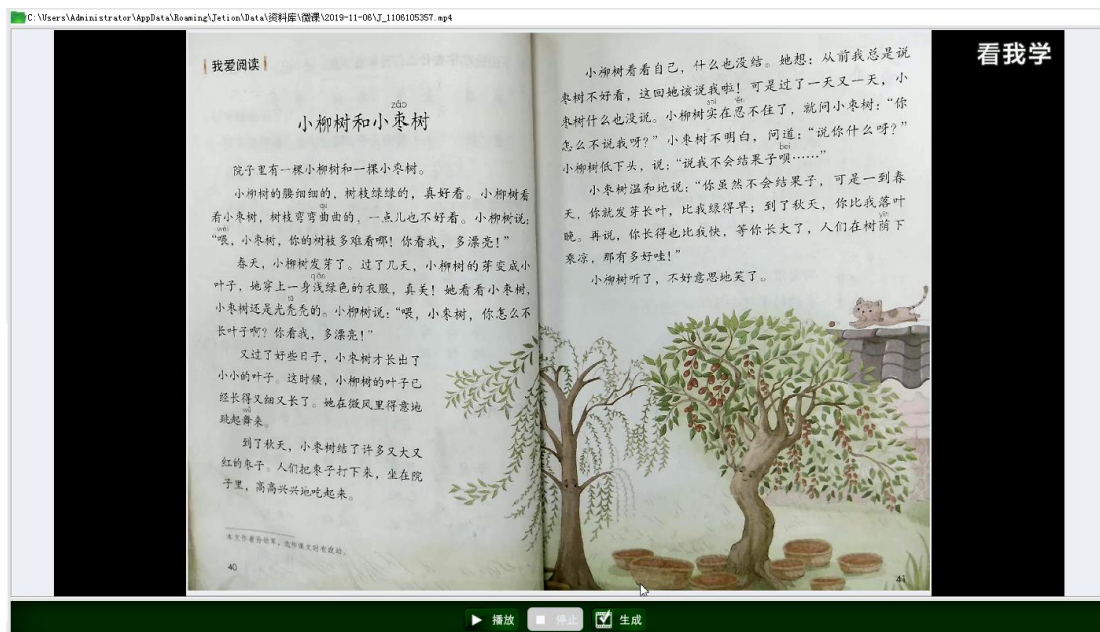 C:\Users\Administrator\AppData\Roaming\Jetion\Data\资料库\微课\2019-11-06\J_1106105357.mp4
看我学
我爱阅读
zǎo
小柳树和小枣树
院子里有一棵小柳树和一棵小枣树。
小柳树的腰细细的，树枝绿绿的，真好看。小柳树看
看小枣树，树枝弯弯曲曲的，一点儿也不好看。小柳树说：
qū
wèi
“喂，小枣树，你的树枝多难看哪！你看我，多漂亮！”
春天，小柳树发芽了。过了几天，小柳树的芽变成小
qiǎn
叶子，她穿上一身浅绿色的衣服，真美！她看看小枣树，
tū
小枣树还是光秃秃的。小柳树说：“喂，小枣树，你怎么不
长叶子啊？你看我，多漂亮！”
又过了好些日子，小枣树才长出了
小小的叶子。这时候，小柳树的叶子已
经长得又细又长了。她在微风里得意地
wǔ
跳起舞来。
到了秋天，小枣树结了许多又大又
红的枣子。人们把枣子打下来，坐在院
子里，高高兴兴地吃起来。
40
小柳树看看自己，什么也没结。她想：从前我总是说
枣树不好看，这回她该说我啦！可是过了一天又一天，小
shí rěn
枣树什么也没说。小柳树实在忍不住了，就问小枣树：“你
怎么不说我呀？”小枣树不明白，问道：“说你什么呀？”
bei
小柳树低下头，说：“说我不会结果子呗……”
小枣树温和地说：“你虽然不会结果子，可是一到春
天，你就发芽长叶，比我绿得早；到了秋天，你比我落叶
yīn
晚。再说，你长得也比我快，等你长大了，人们在树荫下
乘凉，那有多好哇！”
小柳树听了，不好意思地笑了。
41
播放 停止 生成